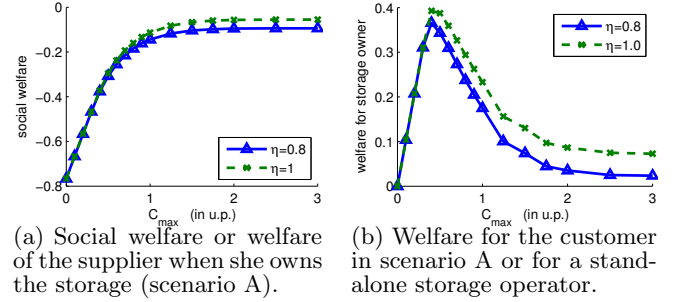 0
−0.2
−0.4
−0.6
−0.8
social welfare
η=0.8
η=1
0 1 2 3
C_max (in u.p.)
(a) Social welfare or welfare
of the supplier when she owns
the storage (scenario A).
0.4
0.3
0.2
0.1
0
welfare for storage owner
η=0.8
η=1.0
0 1 2 3
C_max (in u.p.)
(b) Welfare for the customer
in scenario A or for a stand-
alone storage operator.